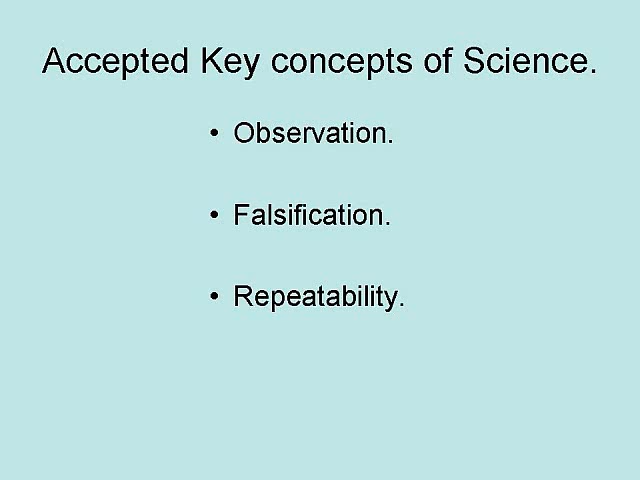 Accepted Key concepts of Science.
• Observation.
• Falsification.
• Repeatability.